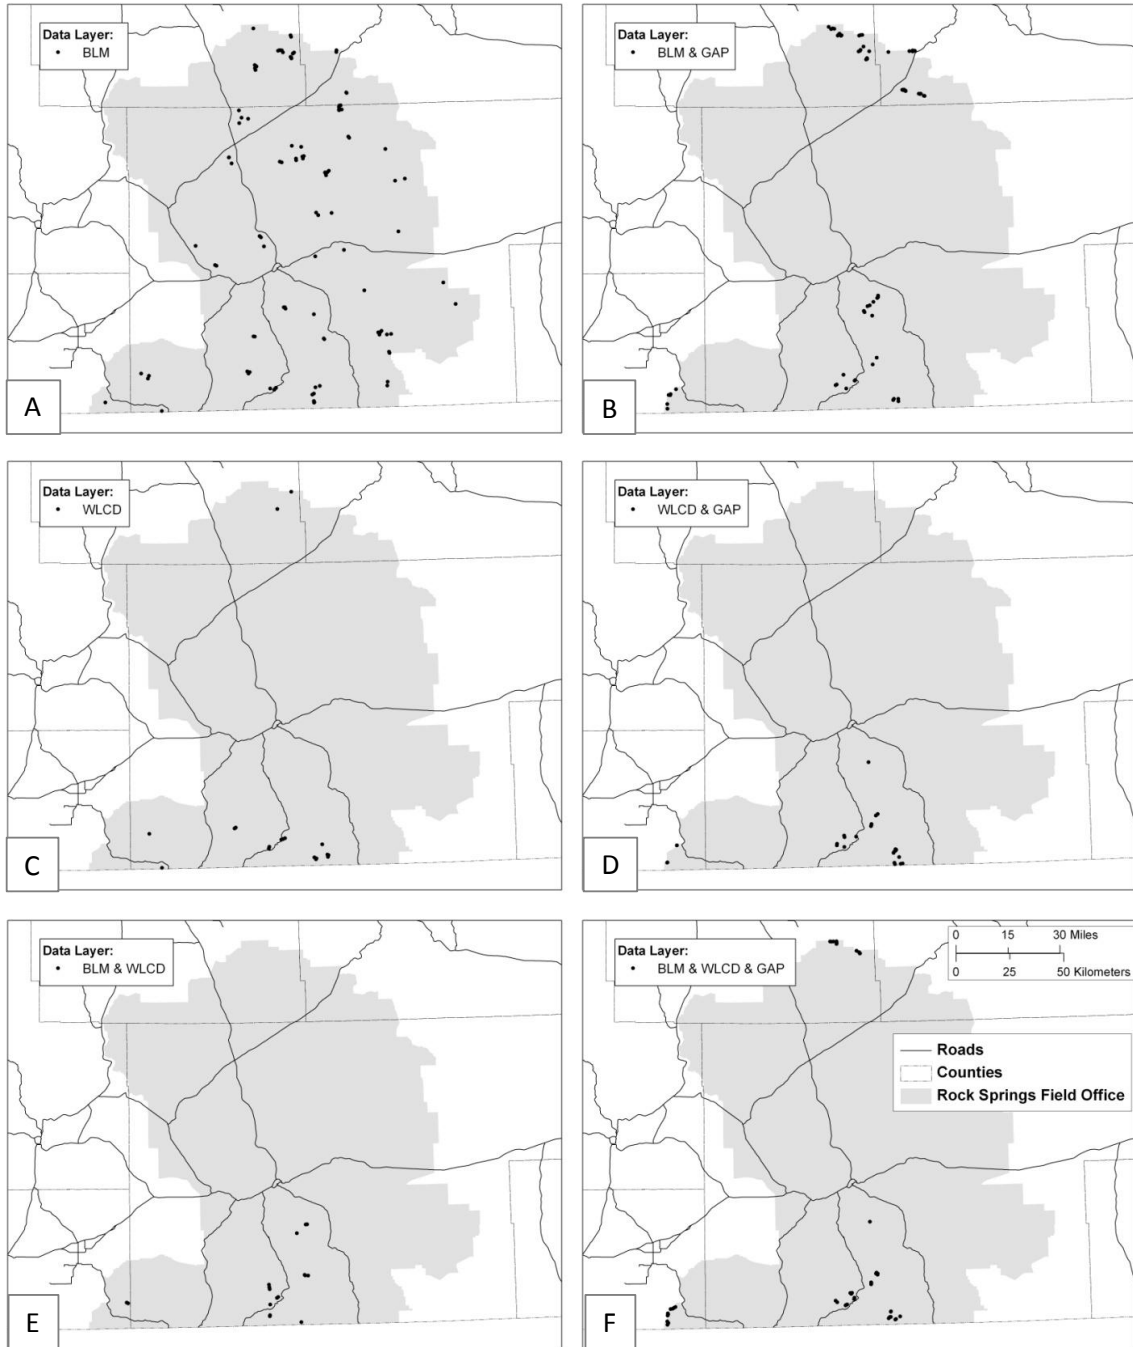 Data Layer:
BLM
A
Data Layer:
BLM & GAP
B
Data Layer:
WLCD
C
Data Layer:
WLCD & GAP
D
Data Layer:
BLM & WLCD
E
Data Layer:
BLM & WLCD & GAP
0 15 30 Miles
0 25 50 Kilometers
Roads
Counties
Rock Springs Field Office
F